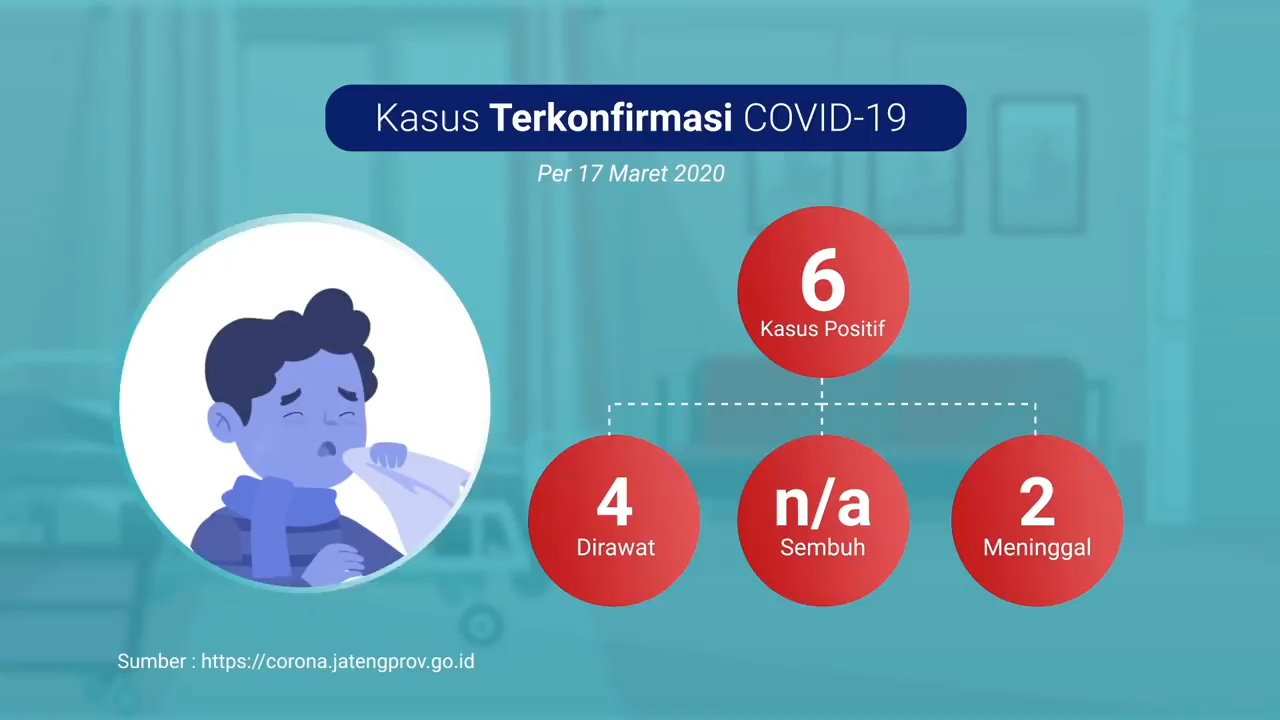 Kasus Terkonfirmasi COVID-19
Per 17 Maret 2020
6
Kasus Positif
4
Dirawat
n/a
Sembuh
2
Meninggal
Sumber : https://corona.jatengprov.go.id